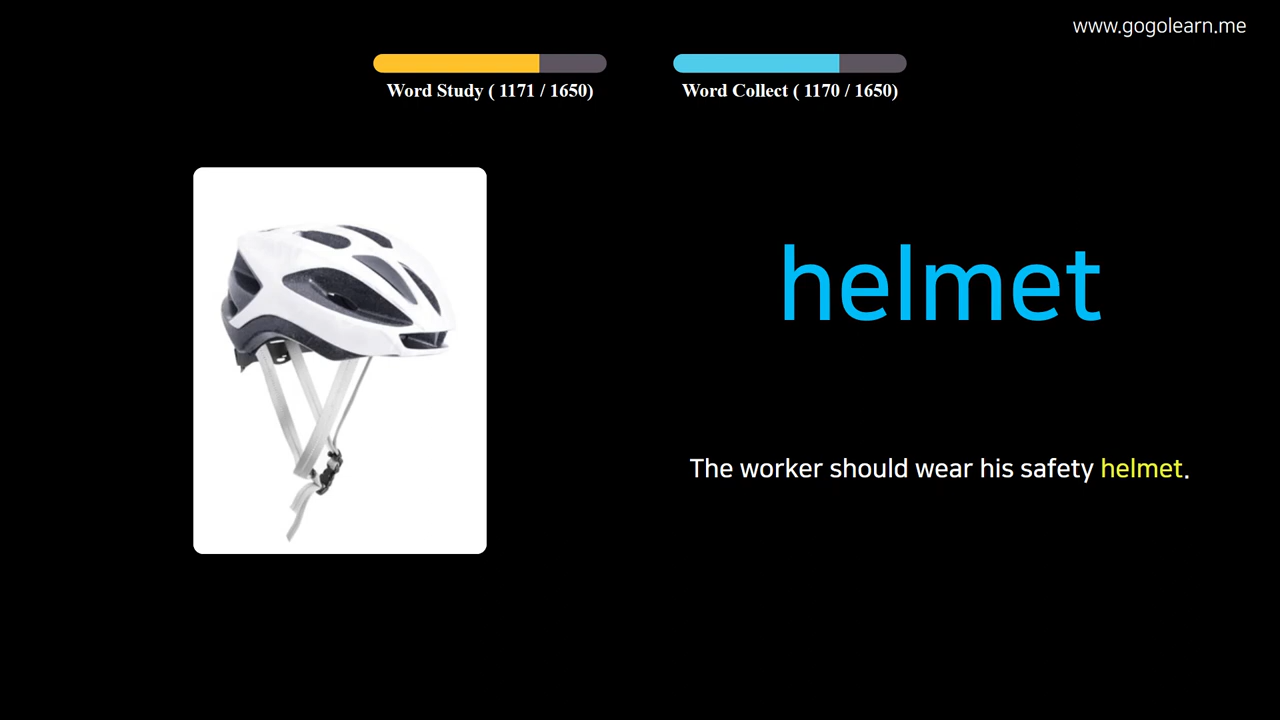 www.gogolearn.me
Word Study ( 1171 / 1650)
Word Collect ( 1170 / 1650)
helmet
The worker should wear his safety helmet.